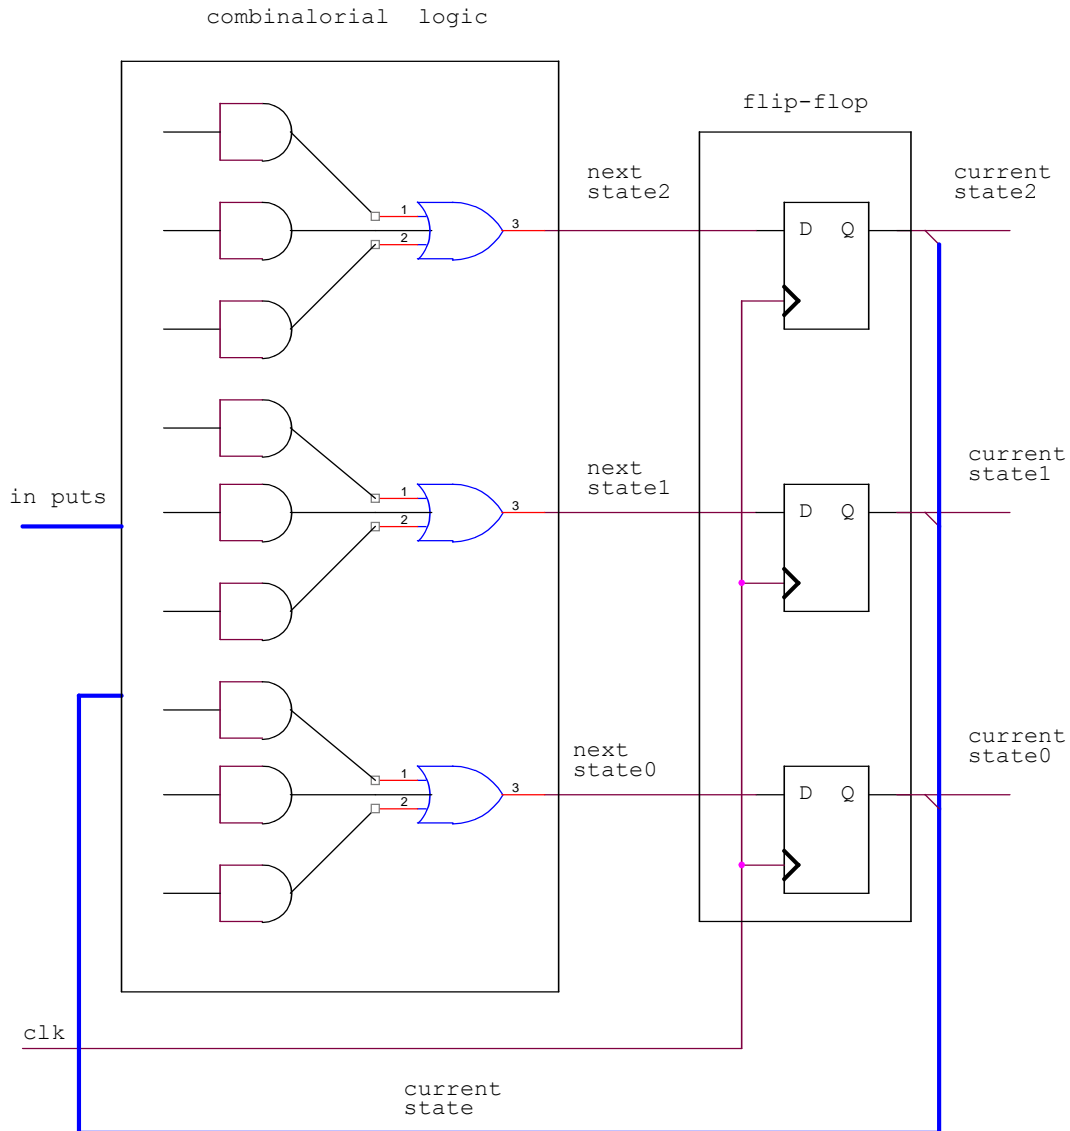 combinalorial logic
flip-flop
next
state2
current
state2
1
2
3
D Q
next
state1
current
state1
in puts
1
2
3
D Q
next
state0
current
state0
1
2
3
D Q
clk
current
state